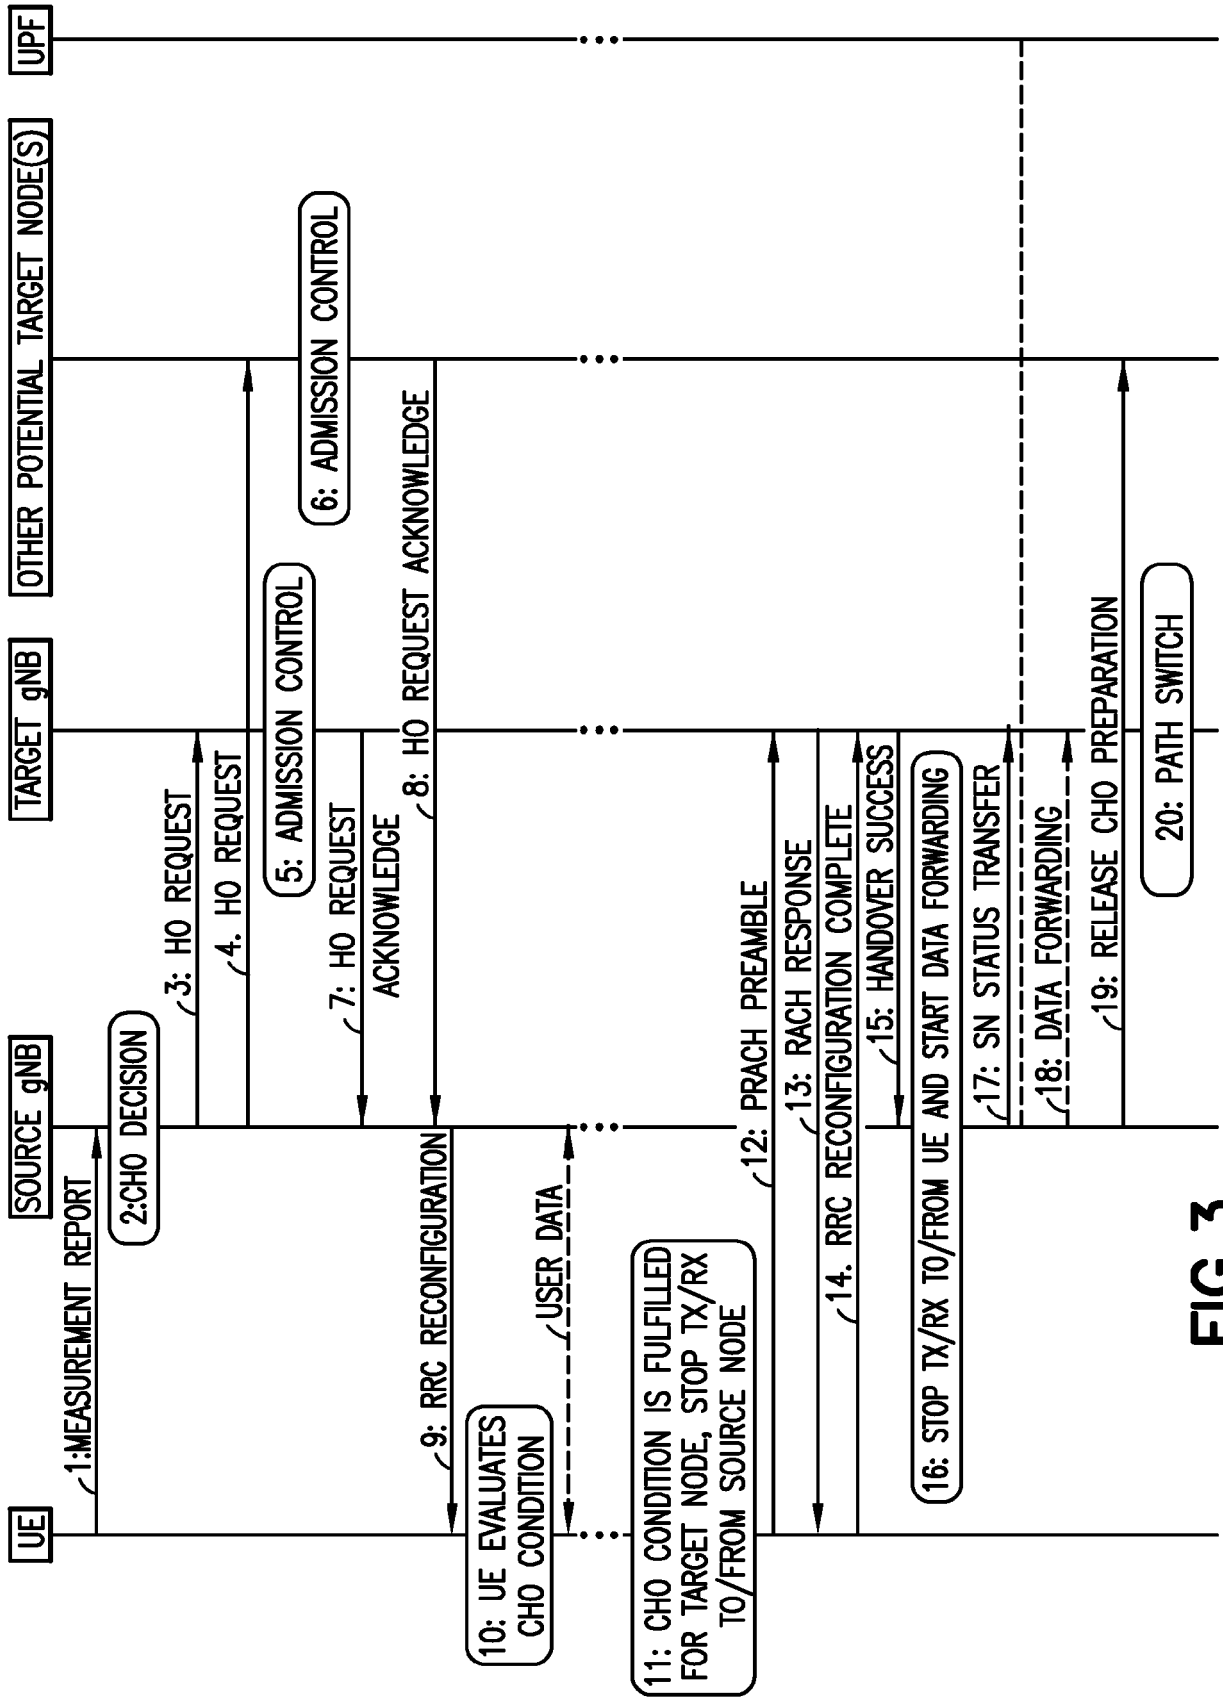 UE
SOURCE gNB
TARGET gNB
OTHER POTENTIAL TARGET NODE(S)
UPF
1:MEASUREMENT REPORT
2:CHO DECISION
3: HO REQUEST
4. HO REQUEST
5: ADMISSION CONTROL
6: ADMISSION CONTROL
7: HO REQUEST
ACKNOWLEDGE
8: HO REQUEST ACKNOWLEDGE
9: RRC RECONFIGURATION
10: UE EVALUATES
CHO CONDITION
USER DATA
11: CHO CONDITION IS FULFILLED
FOR TARGET NODE, STOP TX/RX
TO/FROM SOURCE NODE
12: PRACH PREAMBLE
13: RACH RESPONSE
14. RRC RECONFIGURATION COMPLETE
15: HANDOVER SUCCESS
16: STOP TX/RX TO/FROM UE AND START DATA FORWARDING
17: SN STATUS TRANSFER
18: DATA FORWARDING
19: RELEASE CHO PREPARATION
20: PATH SWITCH
FIG.3